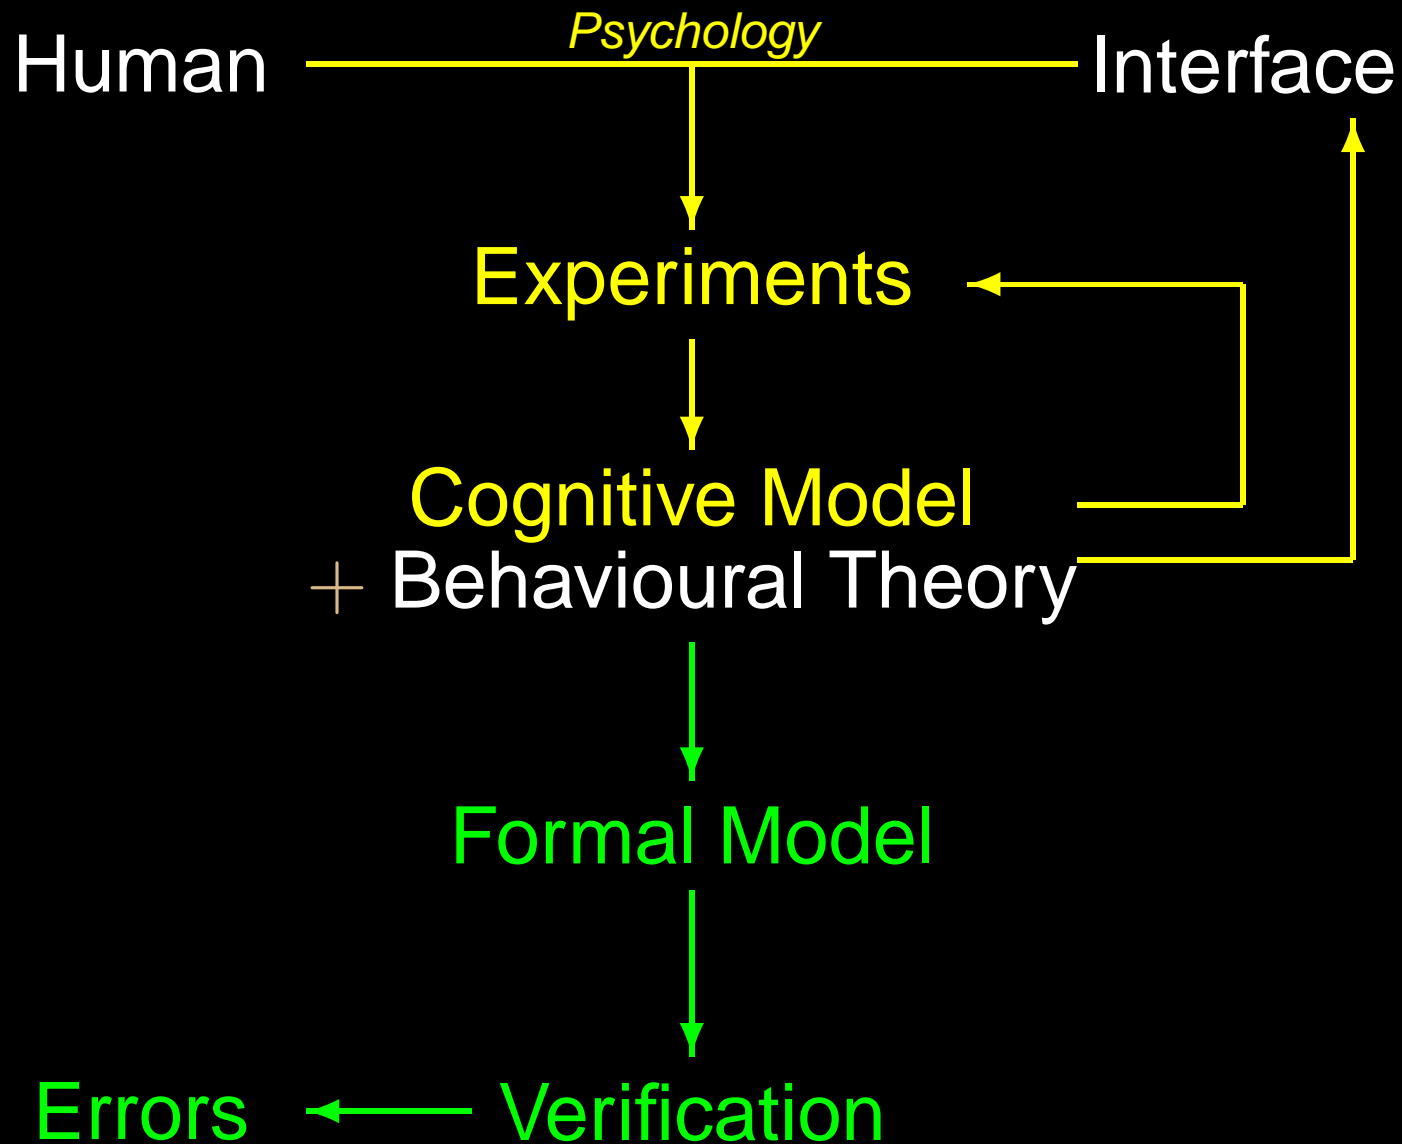 Psychology
Human Interface
Experiments
Cognitive Model
+ Behavioural Theory
Formal Model
Errors Verification